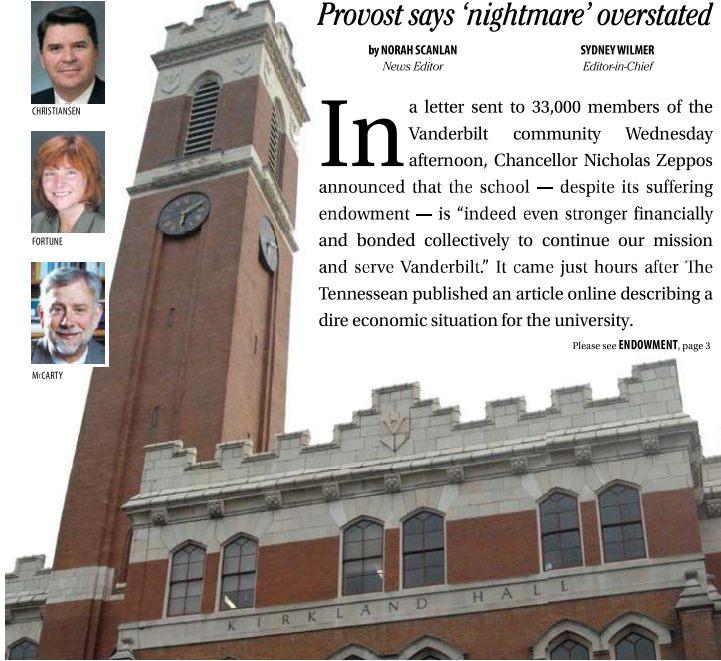 Provost says ‘nightmare’ overstated
by NORAH SCANLAN
News Editor
SYDNEY WILMER
Editor-in-Chief
In a letter sent to 33,000 members of the
Vanderbilt community Wednesday
afternoon, Chancellor Nicholas Zeppos
announced that the school — despite its suffering
endowment — is “indeed even stronger financially
and bonded collectively to continue our mission
and serve Vanderbilt.” It came just hours after The
Tennessean published an article online describing a
dire economic situation for the university.
Please see ENDOWMENT, page 3
CHRISTIANSEN
FORTUNE
McCARTY
KIRKLAND HALL